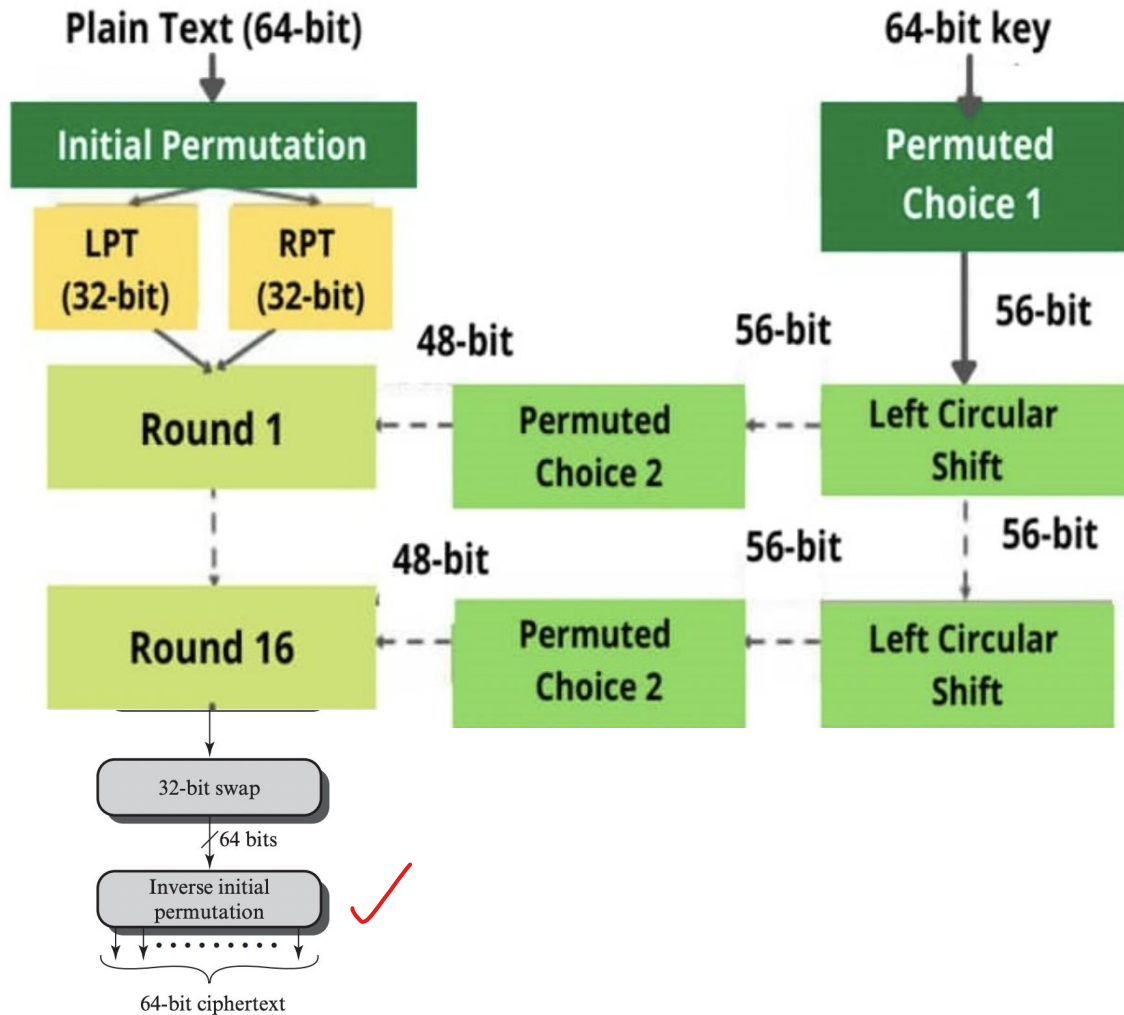 Plain Text (64-bit)
64-bit key
Initial Permutation
Permuted
Choice 1
LPT
(32-bit)
RPT
(32-bit)
56-bit
48-bit
56-bit
Round 1
Permuted
Choice 2
Left Circular
Shift
56-bit
48-bit
56-bit
Round 16
Permuted
Choice 2
Left Circular
Shift
32-bit swap
64 bits
Inverse initial
permutation
64-bit ciphertext